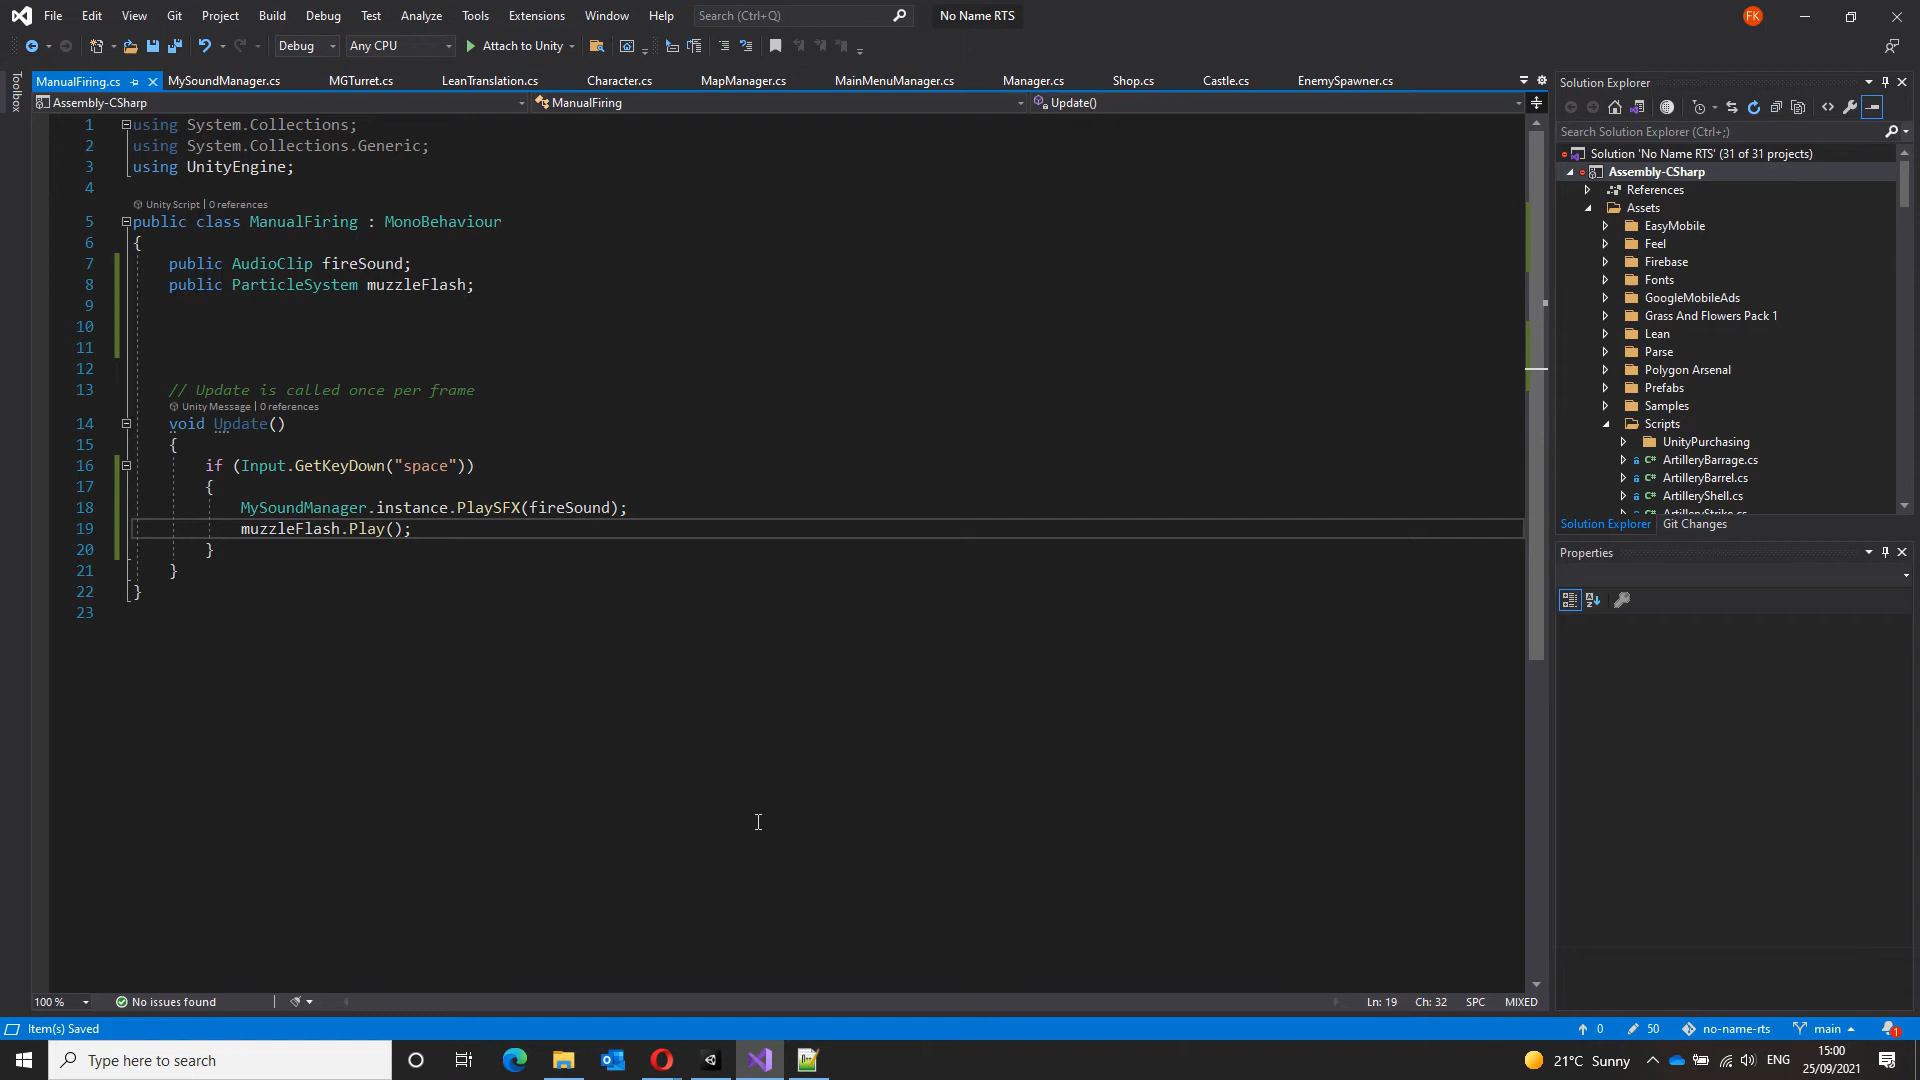 File Edit View Git Project Build Debug Test Analyze Tools Extensions Window Help Search (Ctrl+Q) No Name RTS FK
Debug Any CPU Attach to Unity
Toolbox
ManualFiring.cs MySoundManager.cs MGTurret.cs LeanTranslation.cs Character.cs MapManager.cs MainMenuManager.cs Manager.cs Shop.cs Castle.cs EnemySpawner.cs
Assembly-CSharp ManualFiring Update()
1 using System.Collections;
2 using System.Collections.Generic;
3 using UnityEngine;
4
Unity Script | 0 references
5 public class ManualFiring : MonoBehaviour
6 {
7 public AudioClip fireSound;
8 public ParticleSystem muzzleFlash;
9
10
11
12
13 // Update is called once per frame
Unity Message | 0 references
14 void Update()
15 {
16 if (Input.GetKeyDown("space"))
17 {
18 MySoundManager.instance.PlaySFX(fireSound);
19 muzzleFlash.Play();
20 }
21 }
22 }
23
100 % No issues found Ln: 19 Ch: 32 SPC MIXED
Solution Explorer
Search Solution Explorer (Ctrl+;)
Solution 'No Name RTS' (31 of 31 projects)
Assembly-CSharp
References
Assets
EasyMobile
Feel
Firebase
Fonts
GoogleMobileAds
Grass And Flowers Pack 1
Lean
Parse
Polygon Arsenal
Prefabs
Samples
Scripts
UnityPurchasing
C# ArtilleryBarrage.cs
C# ArtilleryBarrel.cs
C# ArtilleryShell.cs
C# ArtilleryStrike.cs
Solution Explorer Git Changes
Properties
Item(s) Saved 0 50 no-name-rts main 1
Type here to search 21°C Sunny ENG 15:00
25/09/2021